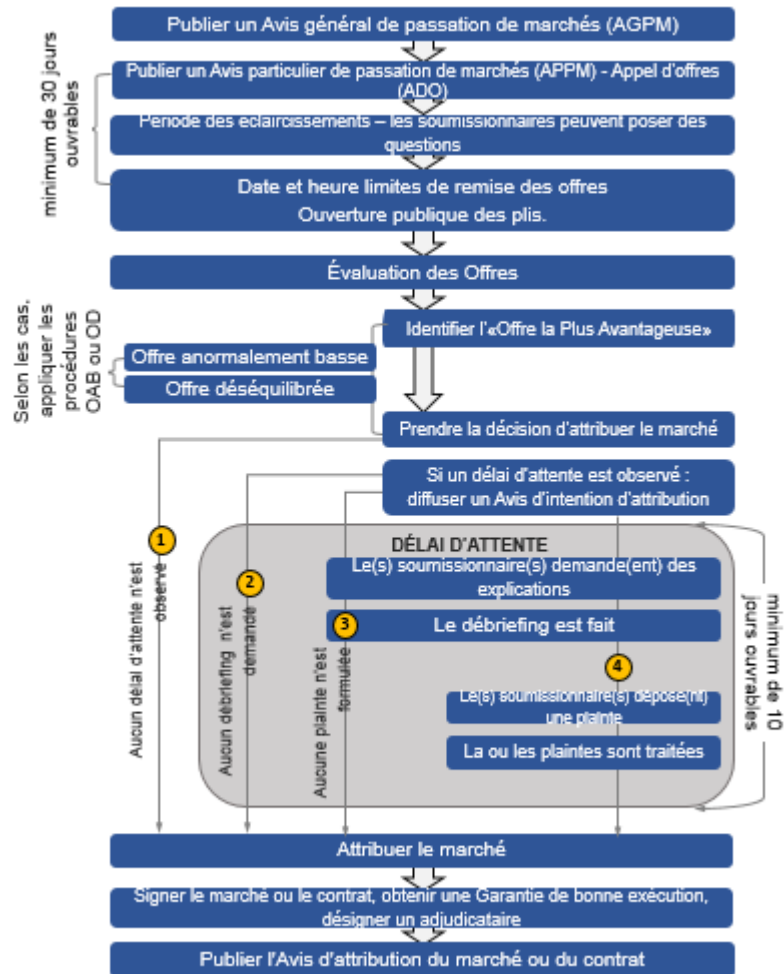 Publier un Avis général de passation de marchés (AGPM)
Publier un Avis particulier de passation de marchés (APPM) - Appel d'offres
(ADO)
Période des éclaircissements – les soumissionnaires peuvent poser des
questions
minimum de 30 jours
ouvrables
Date et heure limites de remise des offres
Ouverture publique des plis.
Évaluation des Offres
Identifier l'«Offre la Plus Avantageuse»
Selon les cas,
appliquer les
procédures
OAB ou OD
Offre anormalement basse
Offre déséquilibrée
Prendre la décision d'attribuer le marché
Si un délai d'attente est observé :
diffuser un Avis d'intention d'attribution
DÉLAI D'ATTENTE
1
Aucun délai d'attente n'est
observé
2
Aucun débriefing n'est
demandé
3
Aucune plainte n'est
formulée
Le(s) soumissionnaire(s) demande(ent) des
explications
Le débriefing est fait
4
Le(s) soumissionnaire(s) dépose(nt)
une plainte
La ou les plaintes sont traitées
minimum de 10
jours ouvrables
Attribuer le marché
Signer le marché ou le contrat, obtenir une Garantie de bonne exécution,
désigner un adjudicataire
Publier l'Avis d'attribution du marché ou du contrat